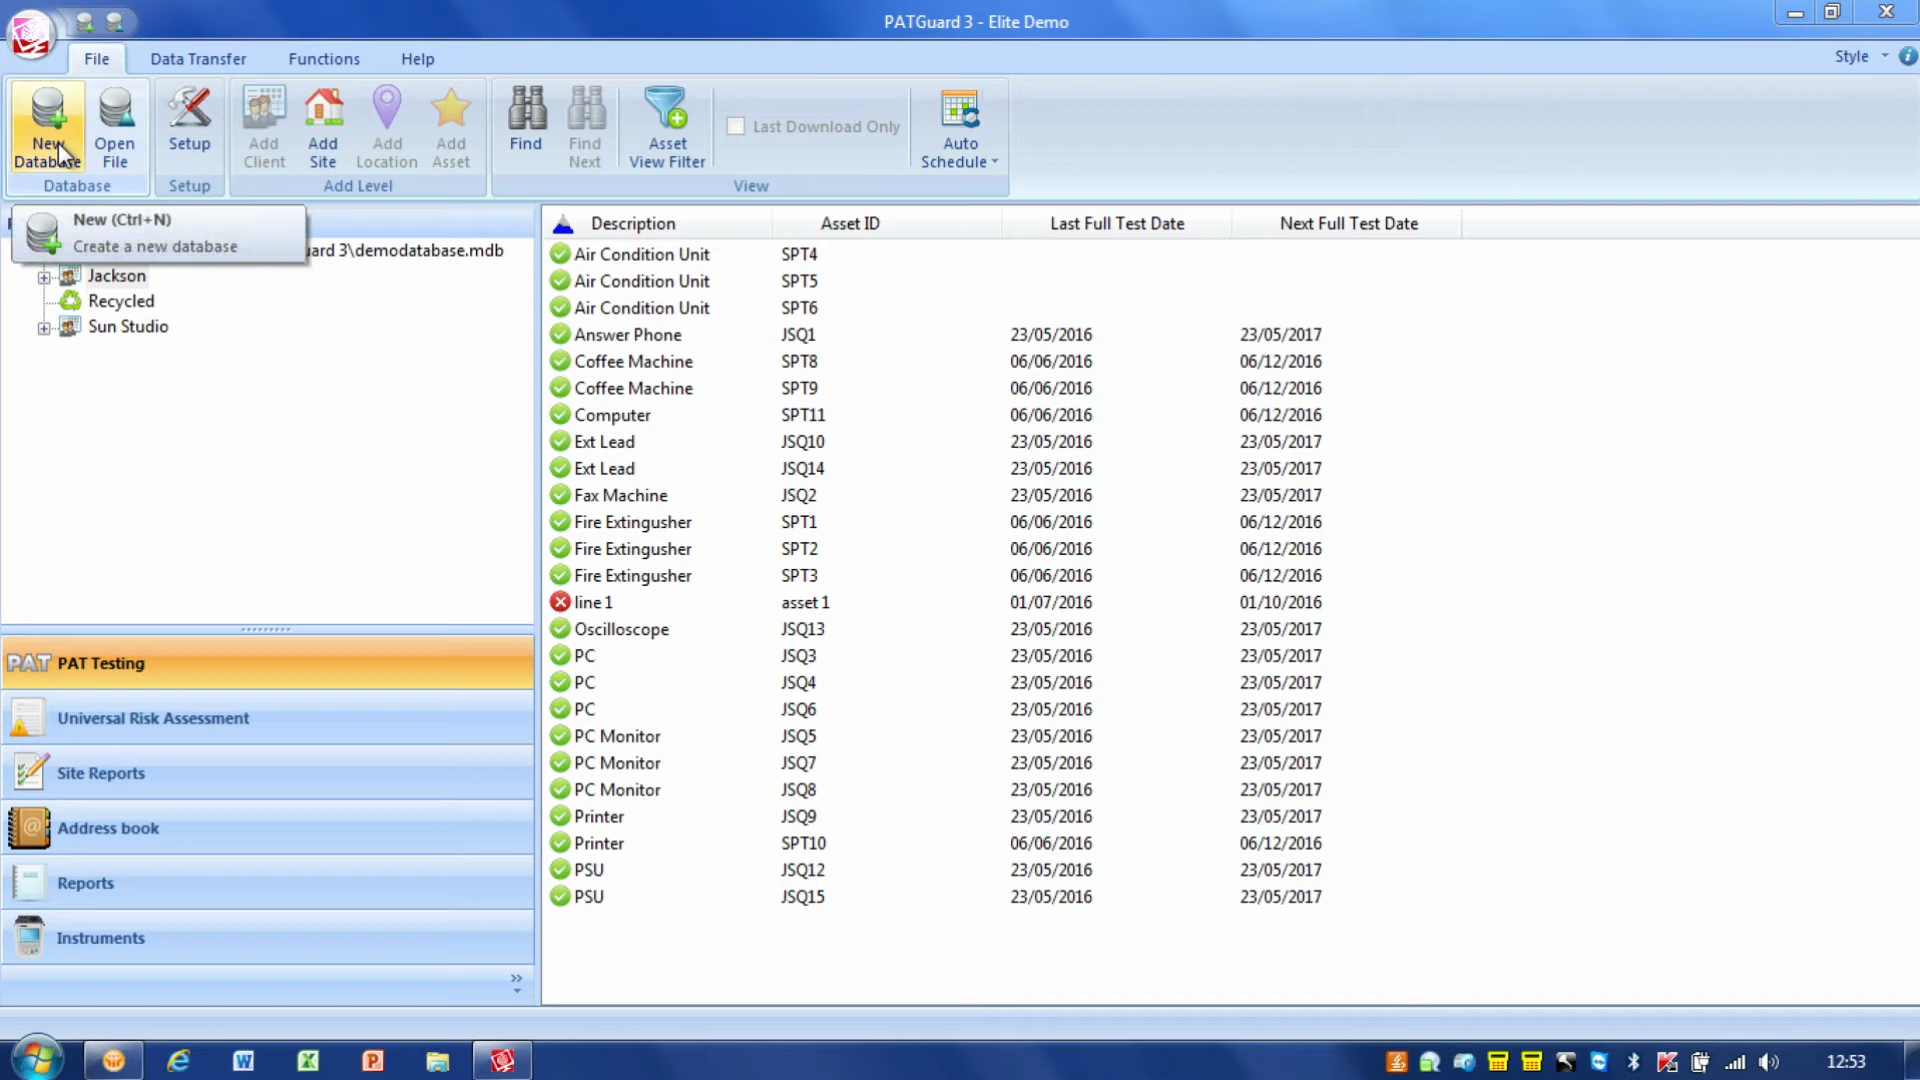 PATGuard 3 - Elite Demo
File Data Transfer Functions Help Style
New Database
Open File
Setup
Add Client
Add Site
Add Location
Add Asset
Find
Find Next
Asset View Filter
Last Download Only
Auto Schedule
Database Setup Add Level View
New (Ctrl+N)
Create a new database
uard 3\demodatabase.mdb
Jackson
Recycled
Sun Studio
PAT PAT Testing
Universal Risk Assessment
Site Reports
Address book
Reports
Instruments
Description Asset ID Last Full Test Date Next Full Test Date
Air Condition Unit SPT4
Air Condition Unit SPT5
Air Condition Unit SPT6
Answer Phone JSQ1 23/05/2016 23/05/2017
Coffee Machine SPT8 06/06/2016 06/12/2016
Coffee Machine SPT9 06/06/2016 06/12/2016
Computer SPT11 06/06/2016 06/12/2016
Ext Lead JSQ10 23/05/2016 23/05/2017
Ext Lead JSQ14 23/05/2016 23/05/2017
Fax Machine JSQ2 23/05/2016 23/05/2017
Fire Extingusher SPT1 06/06/2016 06/12/2016
Fire Extingusher SPT2 06/06/2016 06/12/2016
Fire Extingusher SPT3 06/06/2016 06/12/2016
line 1 asset 1 01/07/2016 01/10/2016
Oscilloscope JSQ13 23/05/2016 23/05/2017
PC JSQ3 23/05/2016 23/05/2017
PC JSQ4 23/05/2016 23/05/2017
PC JSQ6 23/05/2016 23/05/2017
PC Monitor JSQ5 23/05/2016 23/05/2017
PC Monitor JSQ7 23/05/2016 23/05/2017
PC Monitor JSQ8 23/05/2016 23/05/2017
Printer JSQ9 23/05/2016 23/05/2017
Printer SPT10 06/06/2016 06/12/2016
PSU JSQ12 23/05/2016 23/05/2017
PSU JSQ15 23/05/2016 23/05/2017
12:53